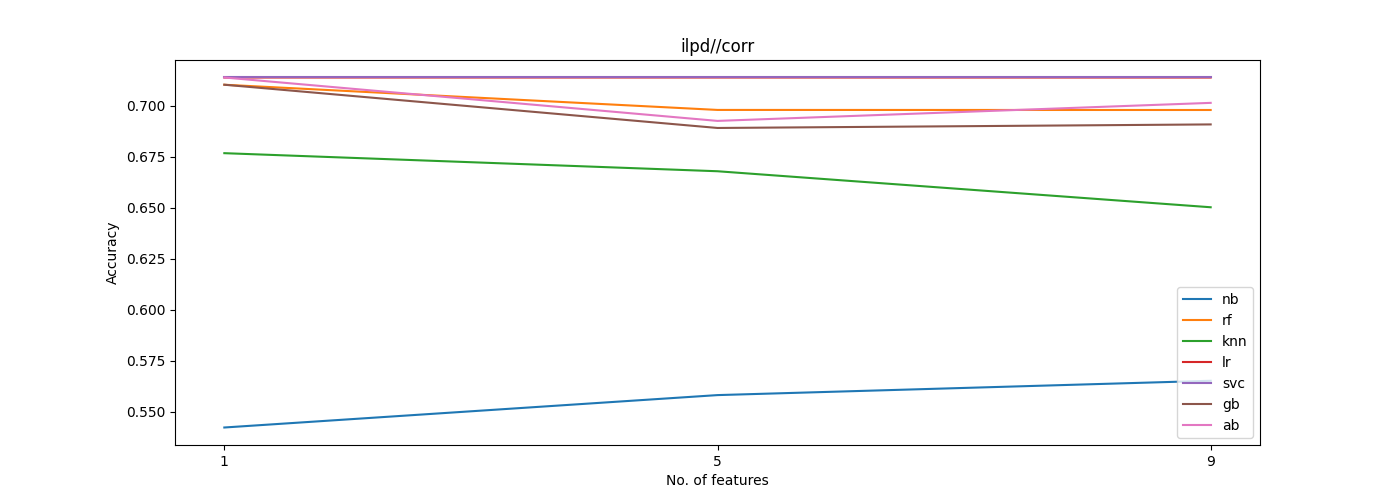 ilpd//corr
Accuracy
0.700
0.675
0.650
0.625
0.600
0.575
0.550
1
5
9
No. of features
nb
rf
knn
lr
svc
gb
ab